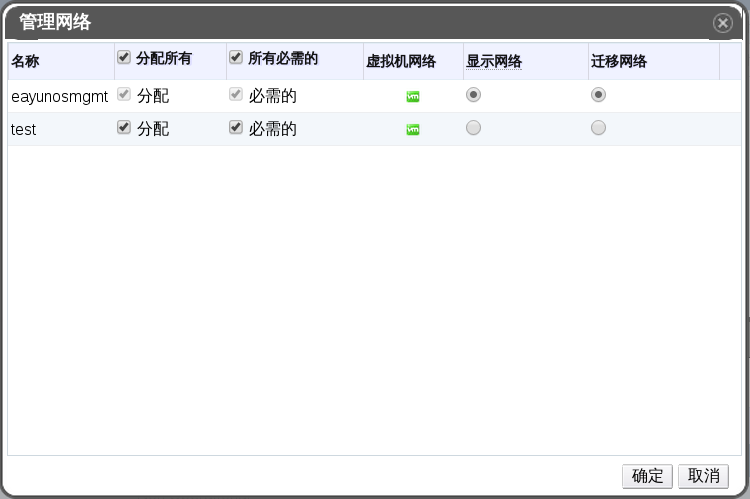 管理网络
名称 分配所有 所有必需的 虚拟机网络 显示网络 迁移网络
eayunosmgmt 分配 必需的 vm
test 分配 必需的 vm
确定 取消